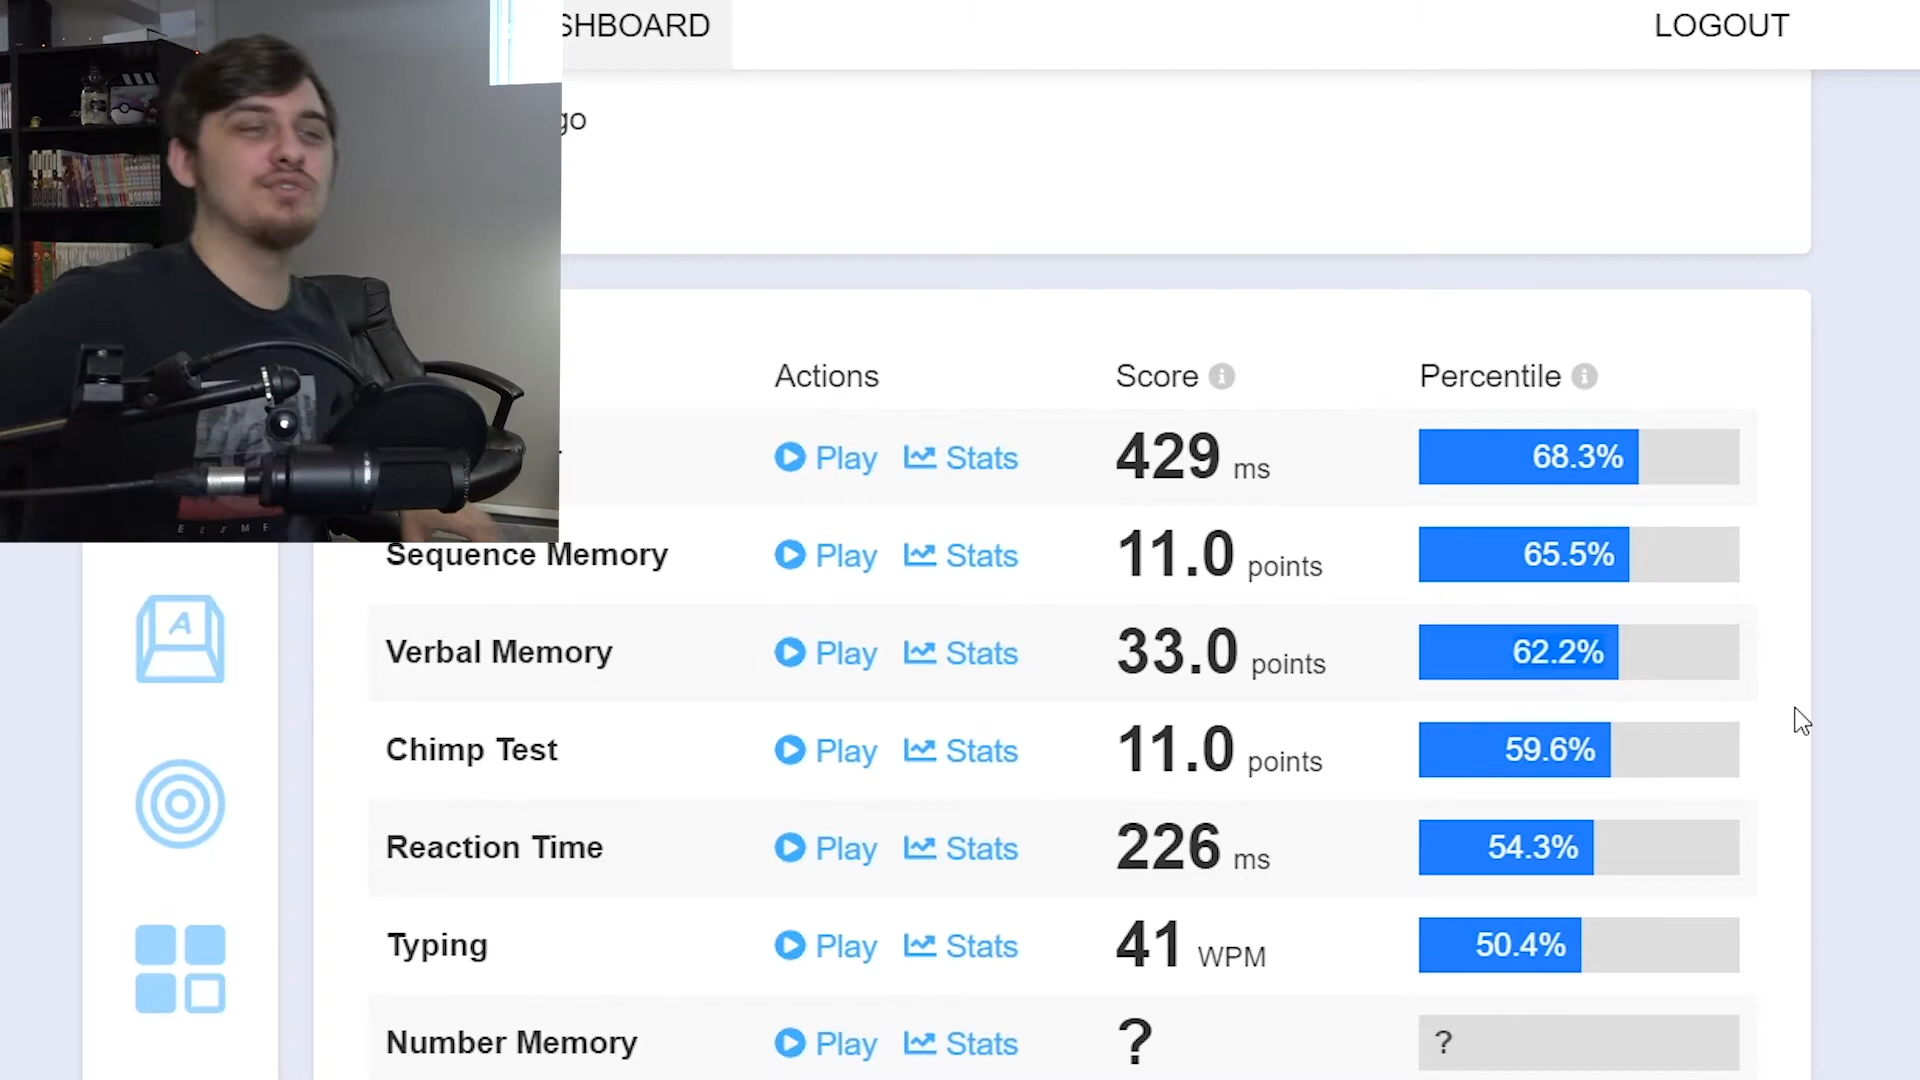 SHBOARD LOGOUT
go
Actions Score Percentile
Play Stats 429 ms 68.3%
Sequence Memory Play Stats 11.0 points 65.5%
Verbal Memory Play Stats 33.0 points 62.2%
Chimp Test Play Stats 11.0 points 59.6%
Reaction Time Play Stats 226 ms 54.3%
Typing Play Stats 41 WPM 50.4%
Number Memory Play Stats ? ?
A